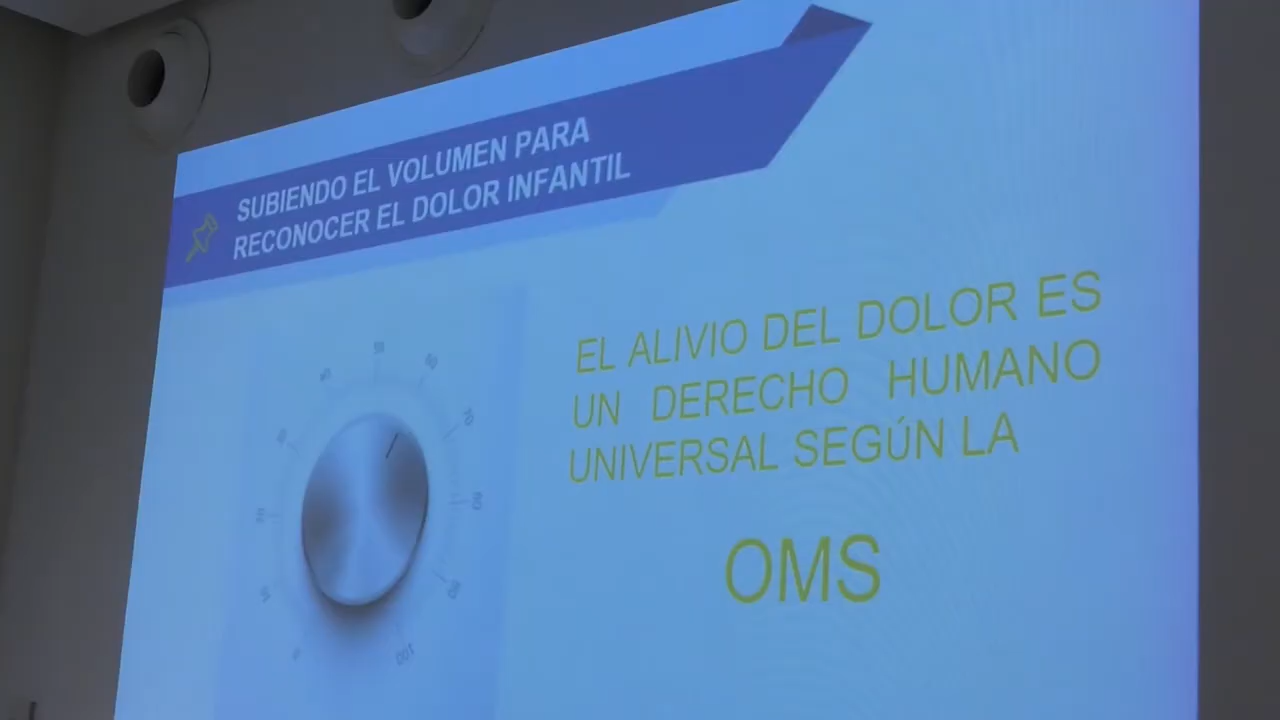 SUBIENDO EL VOLUMEN PARA
RECONOCER EL DOLOR INFANTIL
EL ALIVIO DEL DOLOR ES
UN DERECHO HUMANO
UNIVERSAL SEGÚN LA
OMS
100